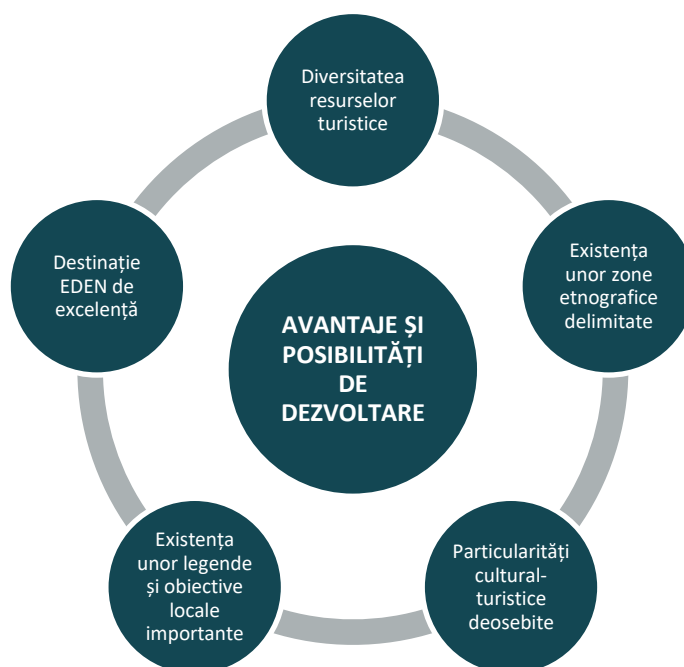 Diversitatea
resurselor
turistice
Existența
unor zone
etnografice
delimitate
Particularități
cultural-
turistice
deosebite
Existența
unor legende
și obiective
locale
importante
Destinație
EDEN de
excelență
AVANTAJE ȘI
POSIBILITĂȚI
DE
DEZVOLTARE